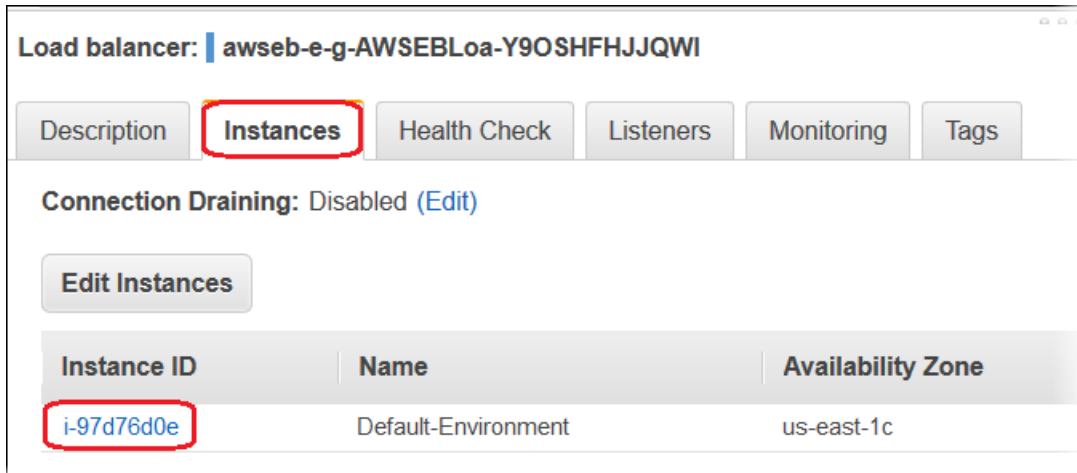 Load balancer: awseb-e-g-AWSEBLoa-Y9OSHFHJJQWI
Description Instances Health Check Listeners Monitoring Tags
Connection Draining: Disabled (Edit)
Edit Instances
Instance ID Name Availability Zone
i-97d76d0e Default-Environment us-east-1c